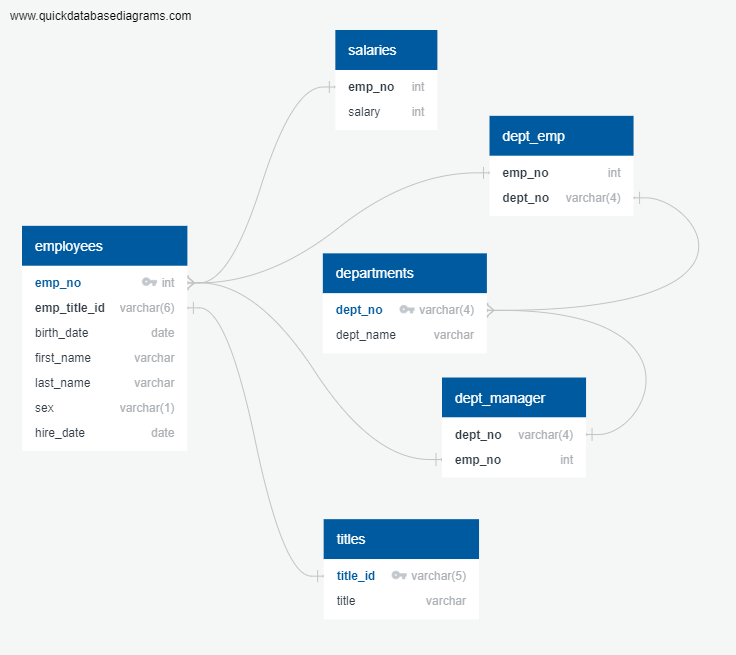 www.quickdatabasediagrams.com
salaries
emp_no int
salary int
dept_emp
emp_no int
dept_no varchar(4)
employees
emp_no int
emp_title_id varchar(6)
birth_date date
first_name varchar
last_name varchar
sex varchar(1)
hire_date date
departments
dept_no varchar(4)
dept_name varchar
dept_manager
dept_no varchar(4)
emp_no int
titles
title_id varchar(5)
title varchar